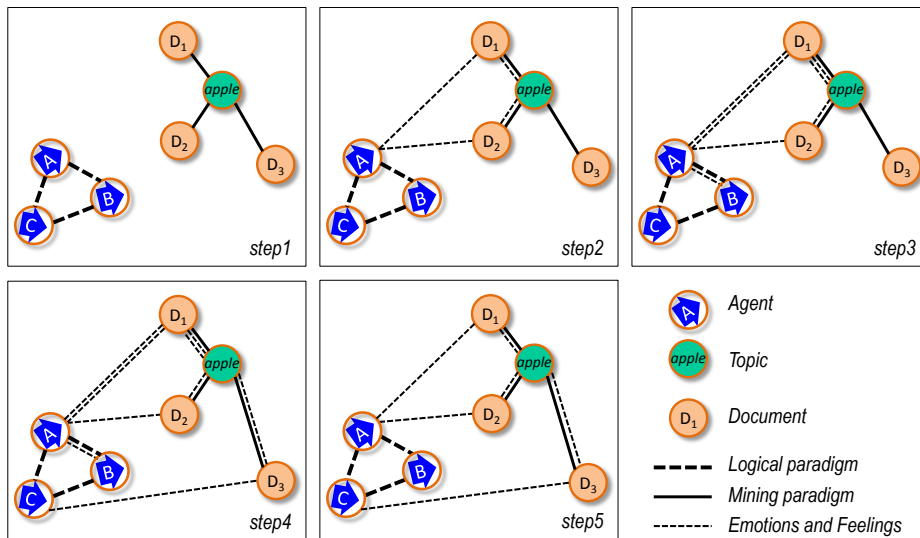 D1
apple
D2
D3
A
B
C
step1
D1
apple
D2
D3
A
B
C
step2
D1
apple
D2
D3
A
B
C
step3
D1
apple
D2
A
B
C
D3
step4
D1
apple
D2
A
B
C
D3
step5
A Agent
apple Topic
D1 Document
Logical paradigm
Mining paradigm
Emotions and Feelings